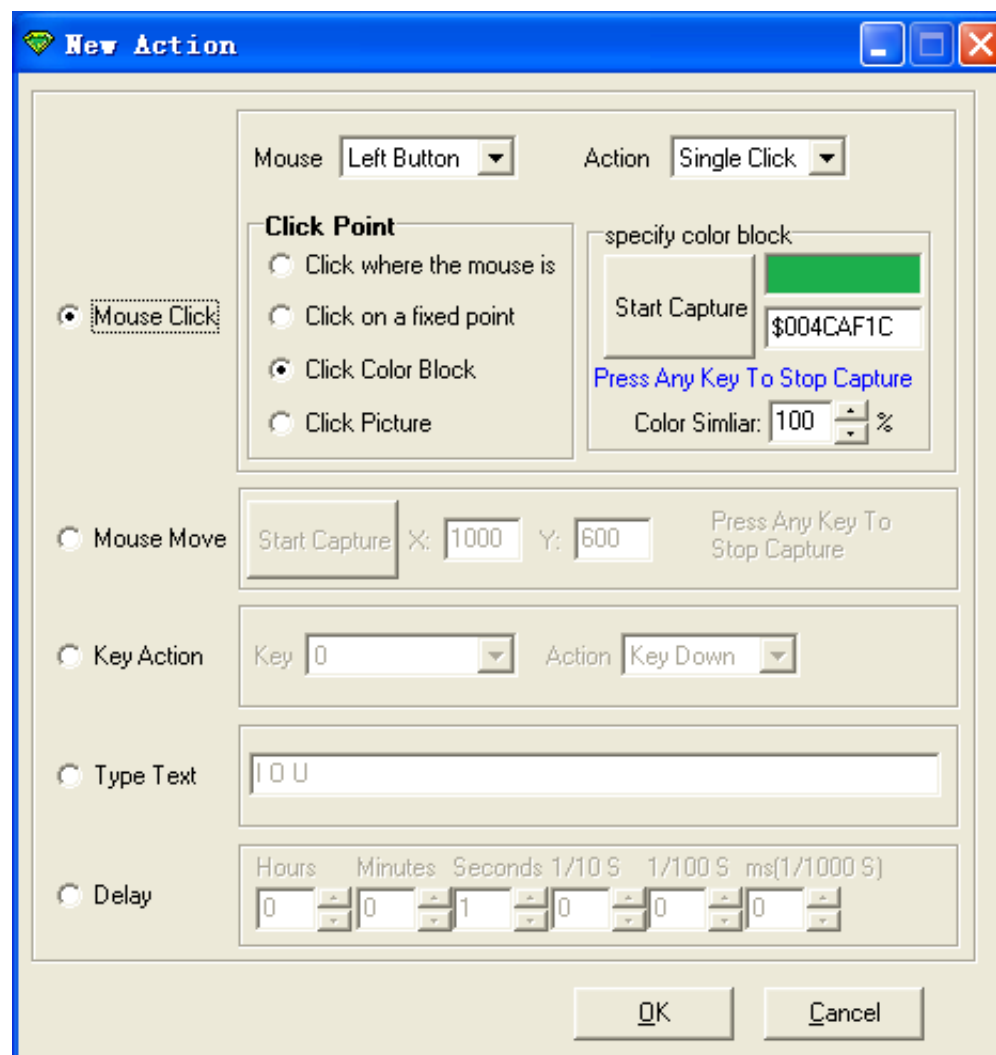 New Action
Mouse Left Button Action Single Click
Click Point
Click where the mouse is
Click on a fixed point
Click Color Block
Click Picture
specify color block
Start Capture
$004CAF1C
Press Any Key To Stop Capture
Color Simliar: 100 %
Mouse Click
Mouse Move
Start Capture X: 1000 Y: 600
Press Any Key To
Stop Capture
Key Action
Key 0 Action Key Down
Type Text
I O U
Delay
Hours Minutes Seconds 1/10 S 1/100 S ms(1/1000 S)
0 0 1 0 0 0
OK Cancel